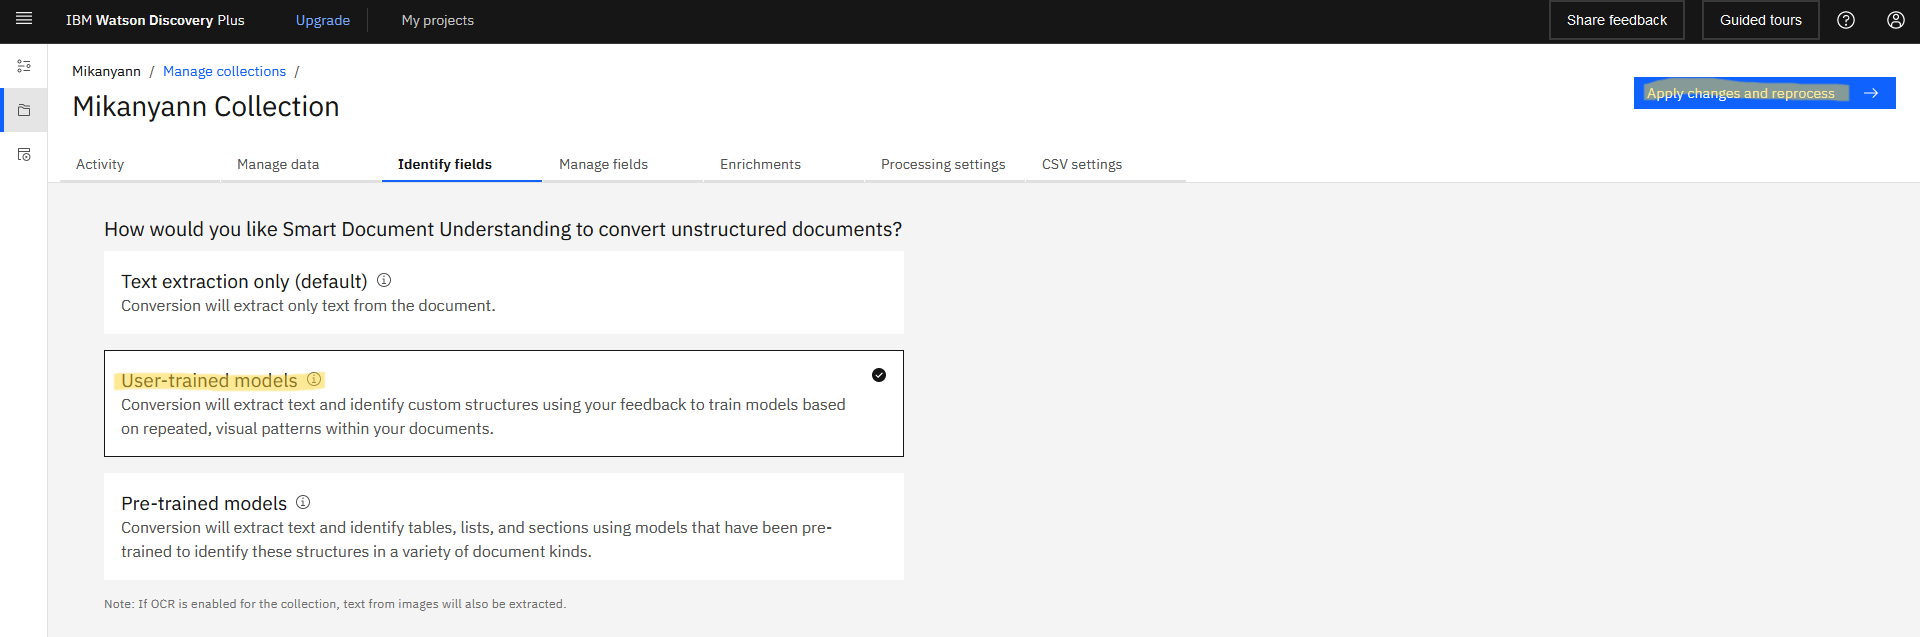 IBM Watson Discovery Plus
Upgrade
My projects
Share feedback
Guided tours
Mikanyann / Manage collections /
Mikanyann Collection
Apply changes and reprocess
Activity
Manage data
Identify fields
Manage fields
Enrichments
Processing settings
CSV settings
How would you like Smart Document Understanding to convert unstructured documents?
Text extraction only (default)
Conversion will extract only text from the document.
User-trained models
Conversion will extract text and identify custom structures using your feedback to train models based
on repeated, visual patterns within your documents.
Pre-trained models
Conversion will extract text and identify tables, lists, and sections using models that have been pre-
trained to identify these structures in a variety of document kinds.
Note: If OCR is enabled for the collection, text from images will also be extracted.